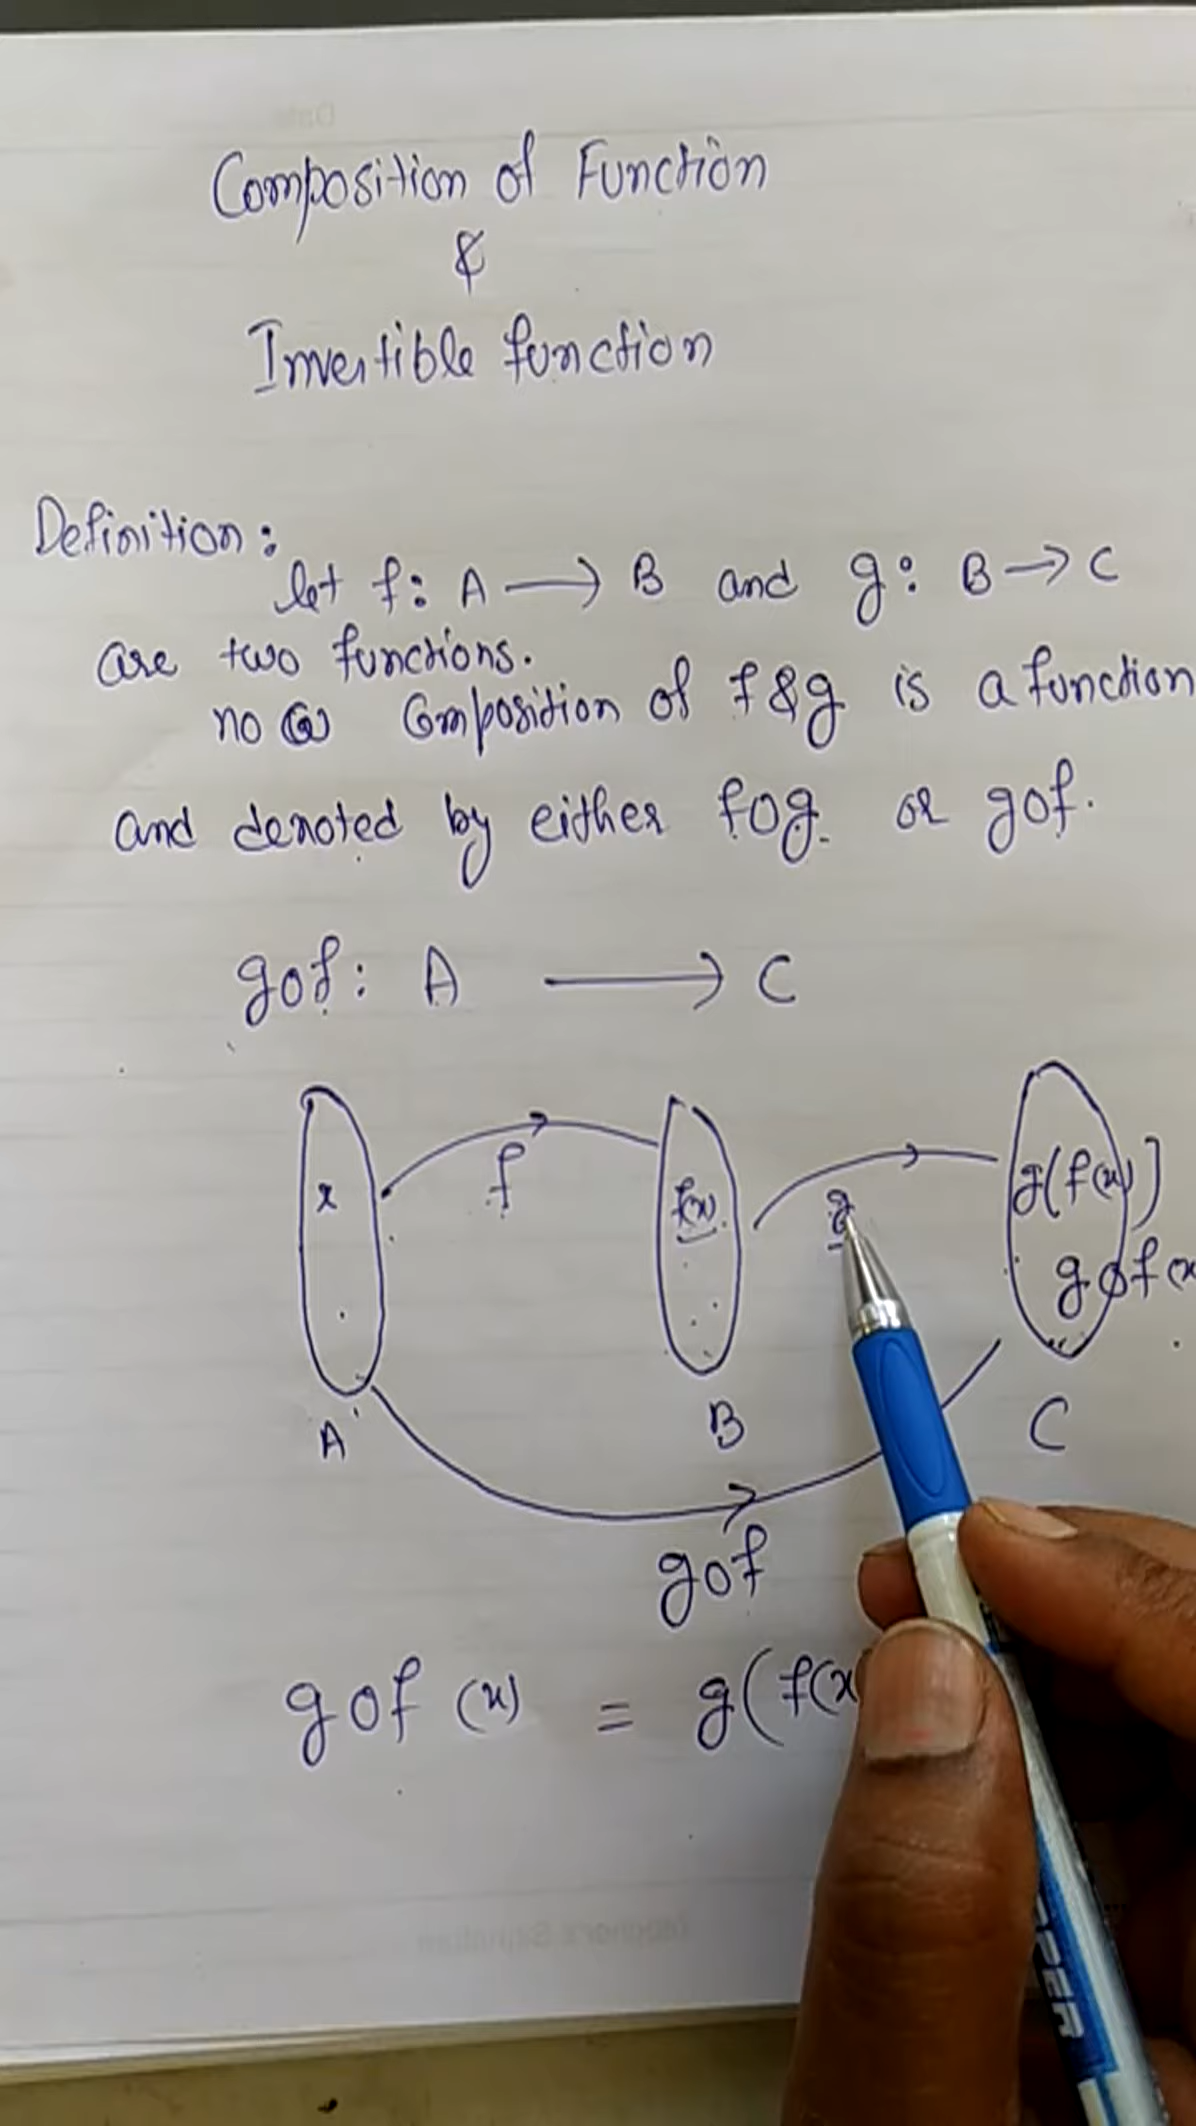 Composition of Function
&
Invertible function
Definition:
let f: A → B and g: B → C
are two functions.
now Composition of f & g is a function
and denoted by either fog or gof.
gof: A → C
x
f
f(x)
g
g(f(x)]
gof(x
A
B
C
gof
gof (x) = g(f(x
PER